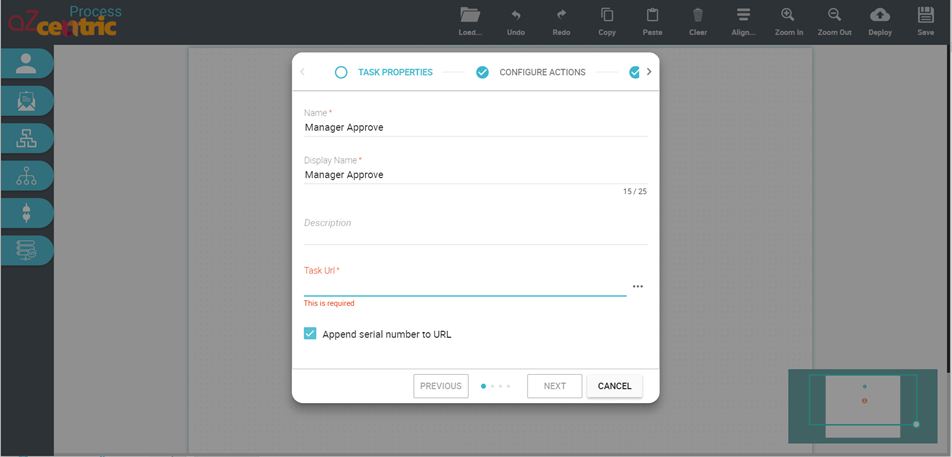 Process
aZcentric
Load...
Undo
Redo
Copy
Paste
Clear
Align...
Zoom In
Zoom Out
Deploy
Save
TASK PROPERTIES
CONFIGURE ACTIONS
Name *
Manager Approve
Display Name *
Manager Approve
15 / 25
Description
Task Url *
This is required
Append serial number to URL
PREVIOUS
NEXT
CANCEL